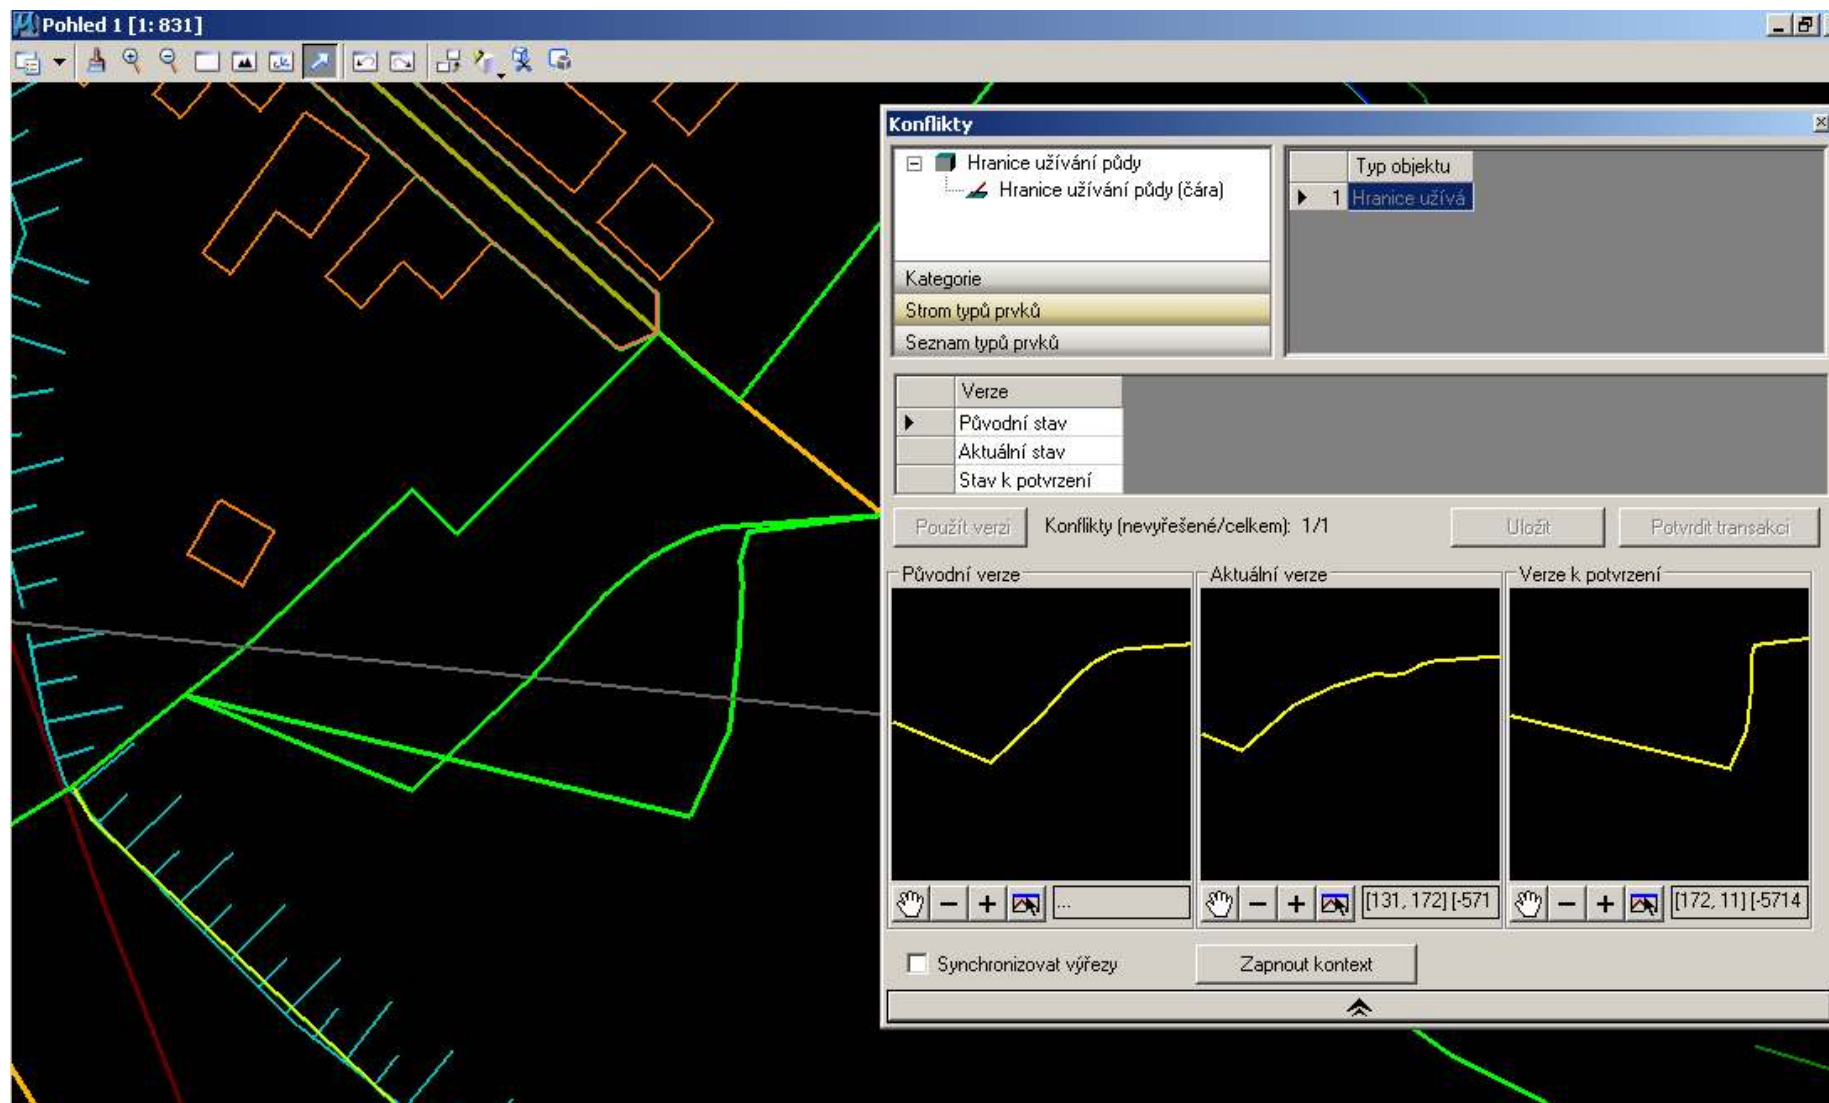 Pohled 1 [1: 831]
Konflikty
Hranice užívání půdy
Hranice užívání půdy (čára)
Kategorie
Strom typů prvků
Seznam typů prvků
Typ objektu
1 Hranice užívá
Verze
Původní stav
Aktuální stav
Stav k potvrzení
Použít verzi
Konflikty (nevyřešené/celkem): 1/1
Uložit
Potvrdit transakci
Původní verze
Aktuální verze
Verze k potvrzení
...
[131, 172] [-571
[172, 11] [-5714
Synchronizovat výřezy
Zapnout kontext